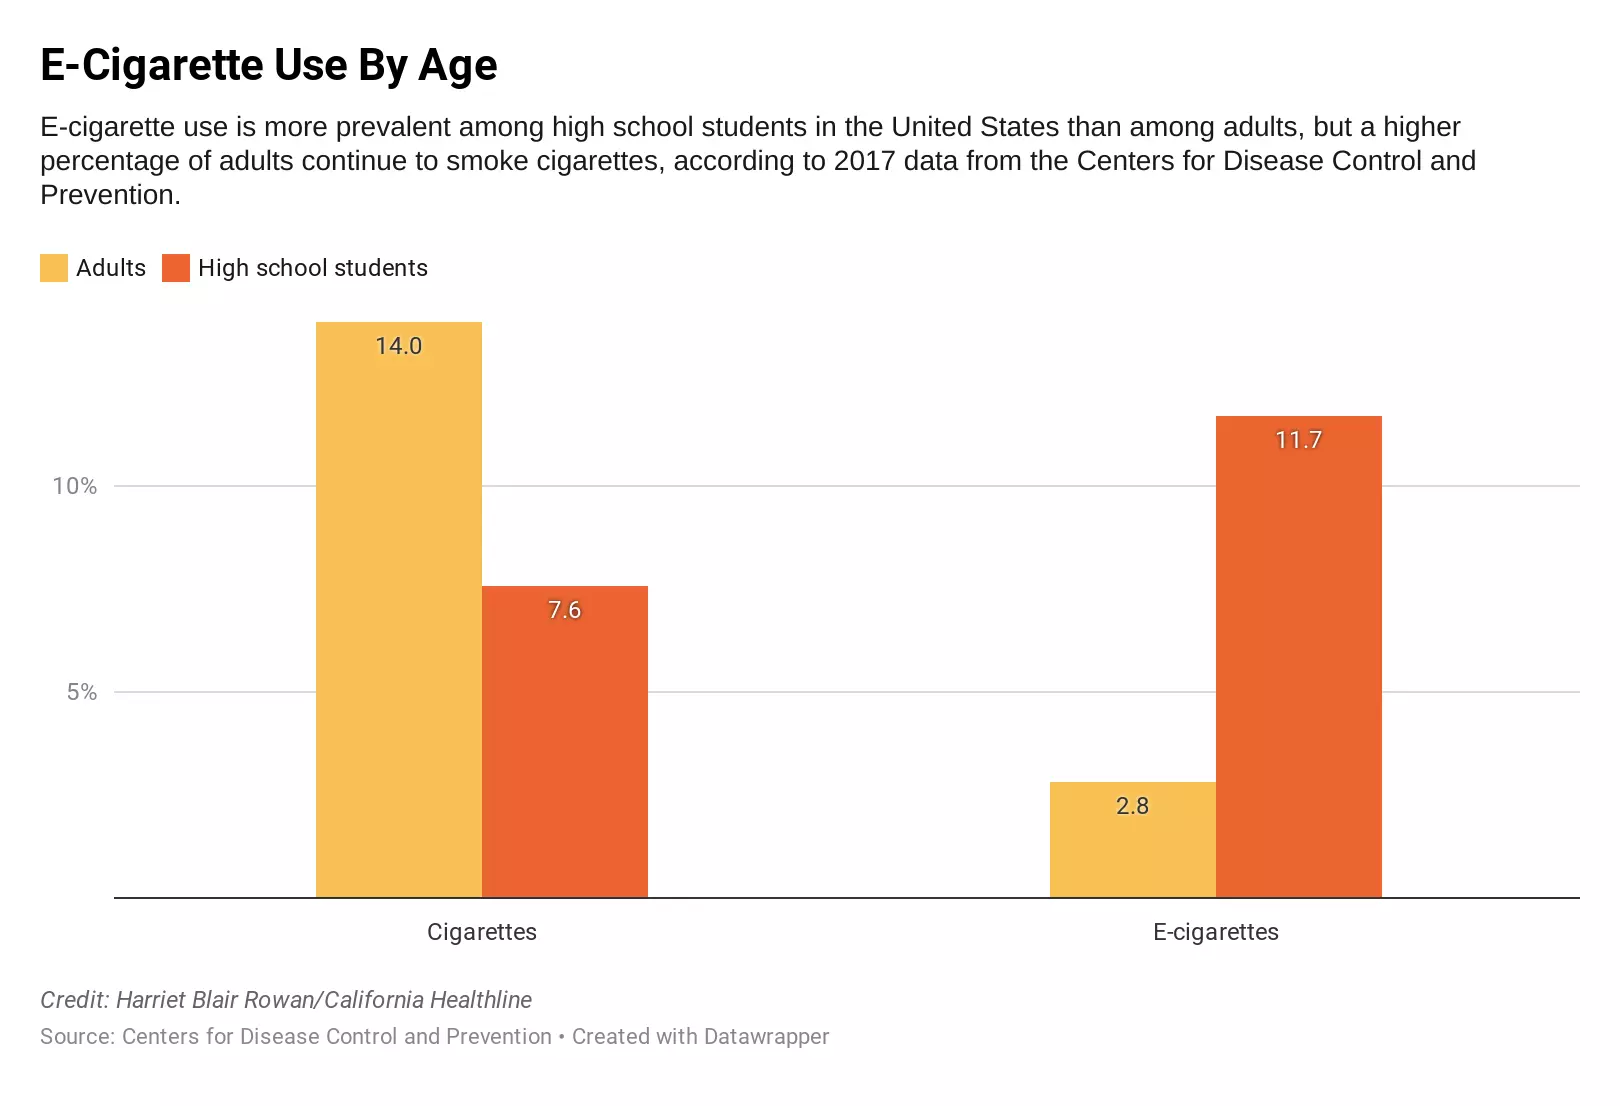 E-Cigarette Use By Age
E-cigarette use is more prevalent among high school students in the United States than among adults, but a higher
percentage of adults continue to smoke cigarettes, according to 2017 data from the Centers for Disease Control and
Prevention.
Adults High school students
14.0
11.7
10%
7.6
5%
2.8
Cigarettes E-cigarettes
Credit: Harriet Blair Rowan/California Healthline
Source: Centers for Disease Control and Prevention • Created with Datawrapper